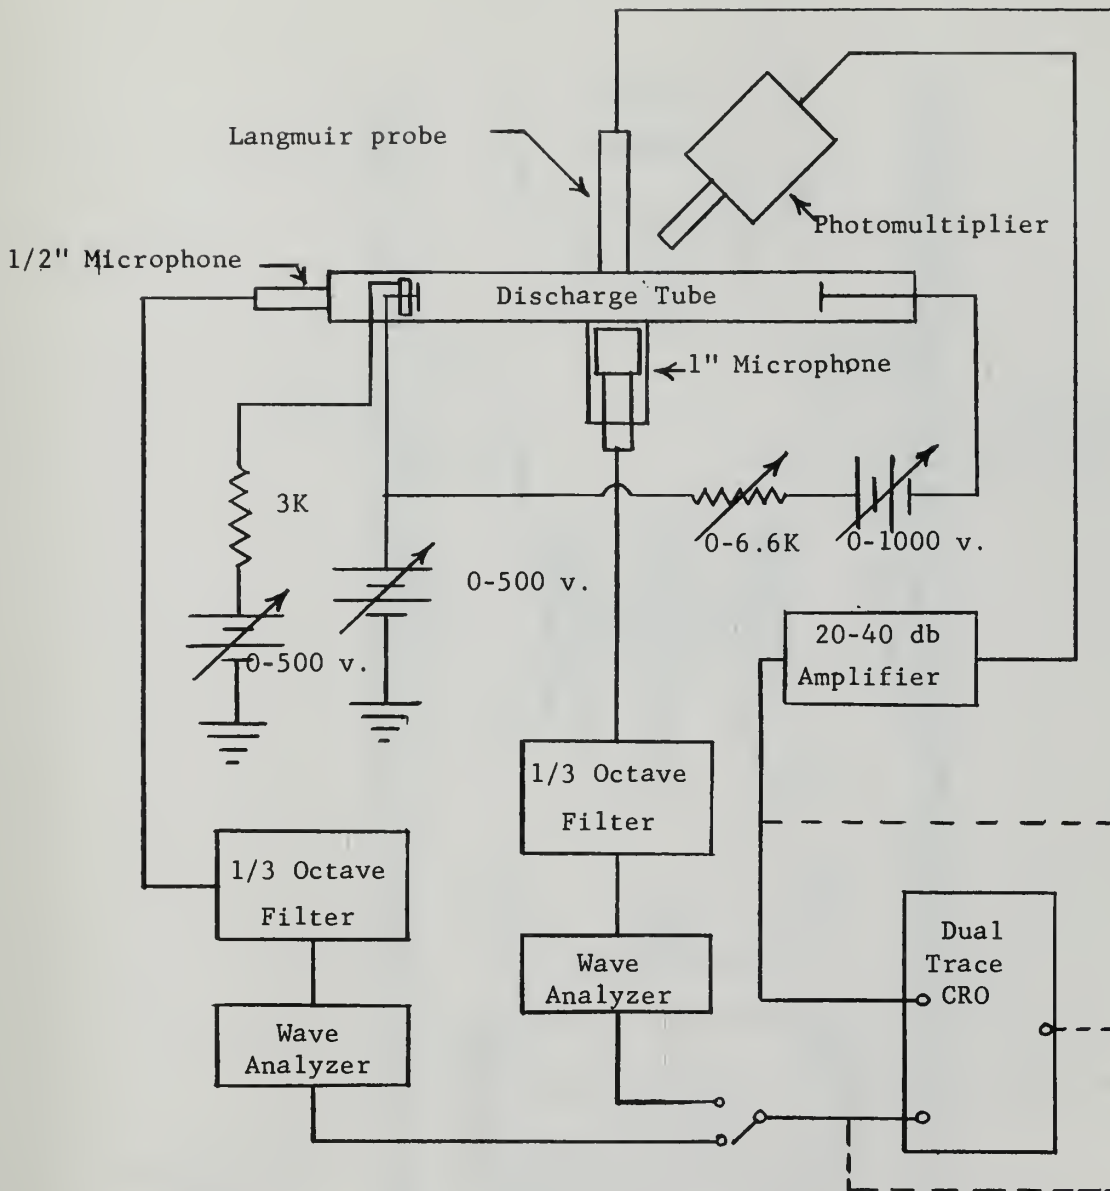 Langmuir probe
Photomultiplier
1/2" Microphone
Discharge Tube
1" Microphone
3K
0-6.6K
0-1000 v.
0-500 v.
0-500 v.
20-40 db
Amplifier
1/3 Octave
Filter
1/3 Octave
Filter
Dual
Trace
CRO
Wave
Analyzer
Wave
Analyzer